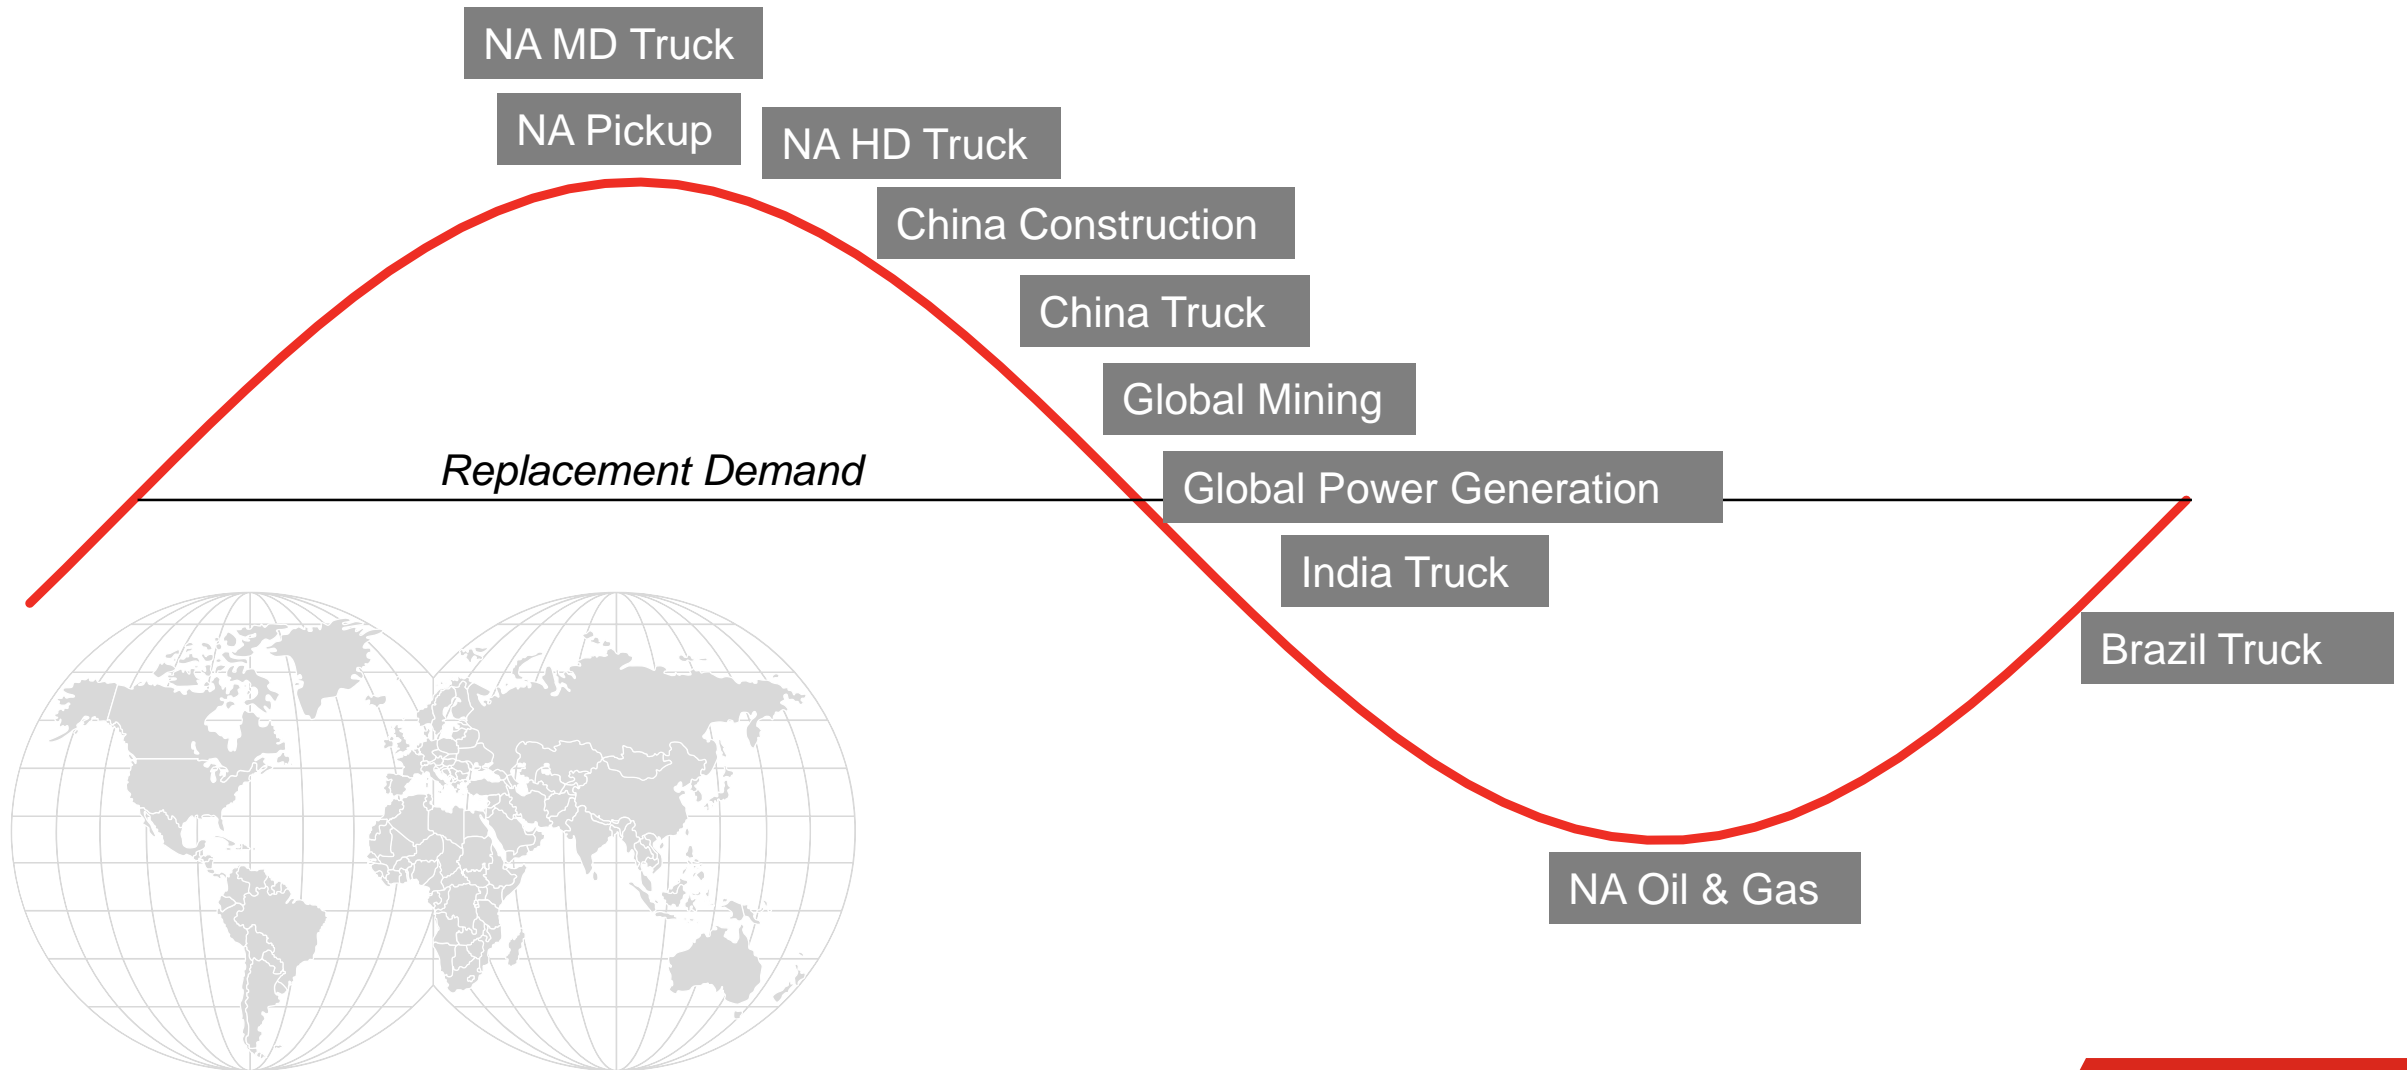 NA MD Truck
NA Pickup
NA HD Truck
China Construction
China Truck
Global Mining
Replacement Demand
Global Power Generation
India Truck
Brazil Truck
NA Oil & Gas